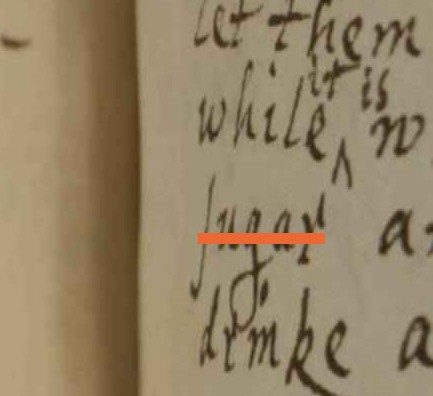 let them
it is
while ^ w
sugar a
drinke a